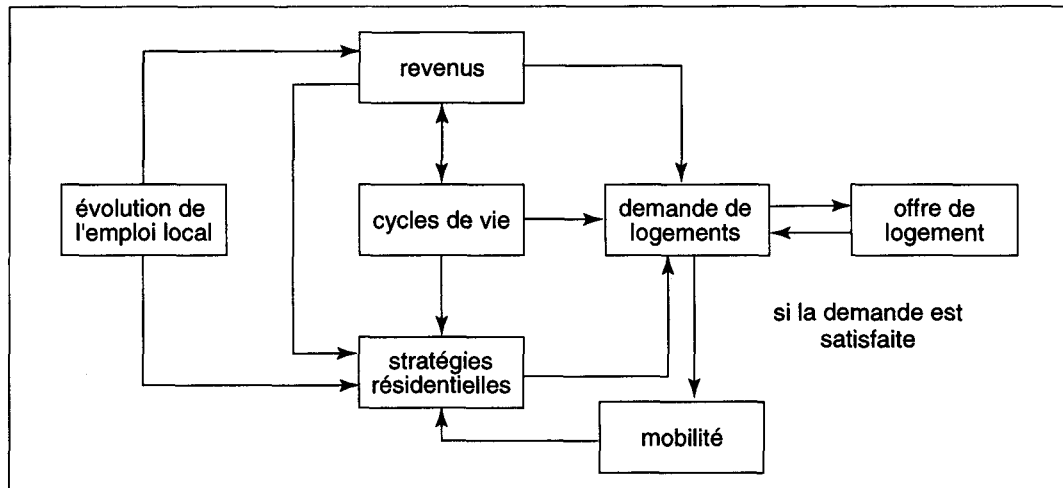 revenus
évolution de
l'emploi local
cycles de vie
demande de
logements
offre de
logement
si la demande est
satisfaite
stratégies
résidentielles
mobilité